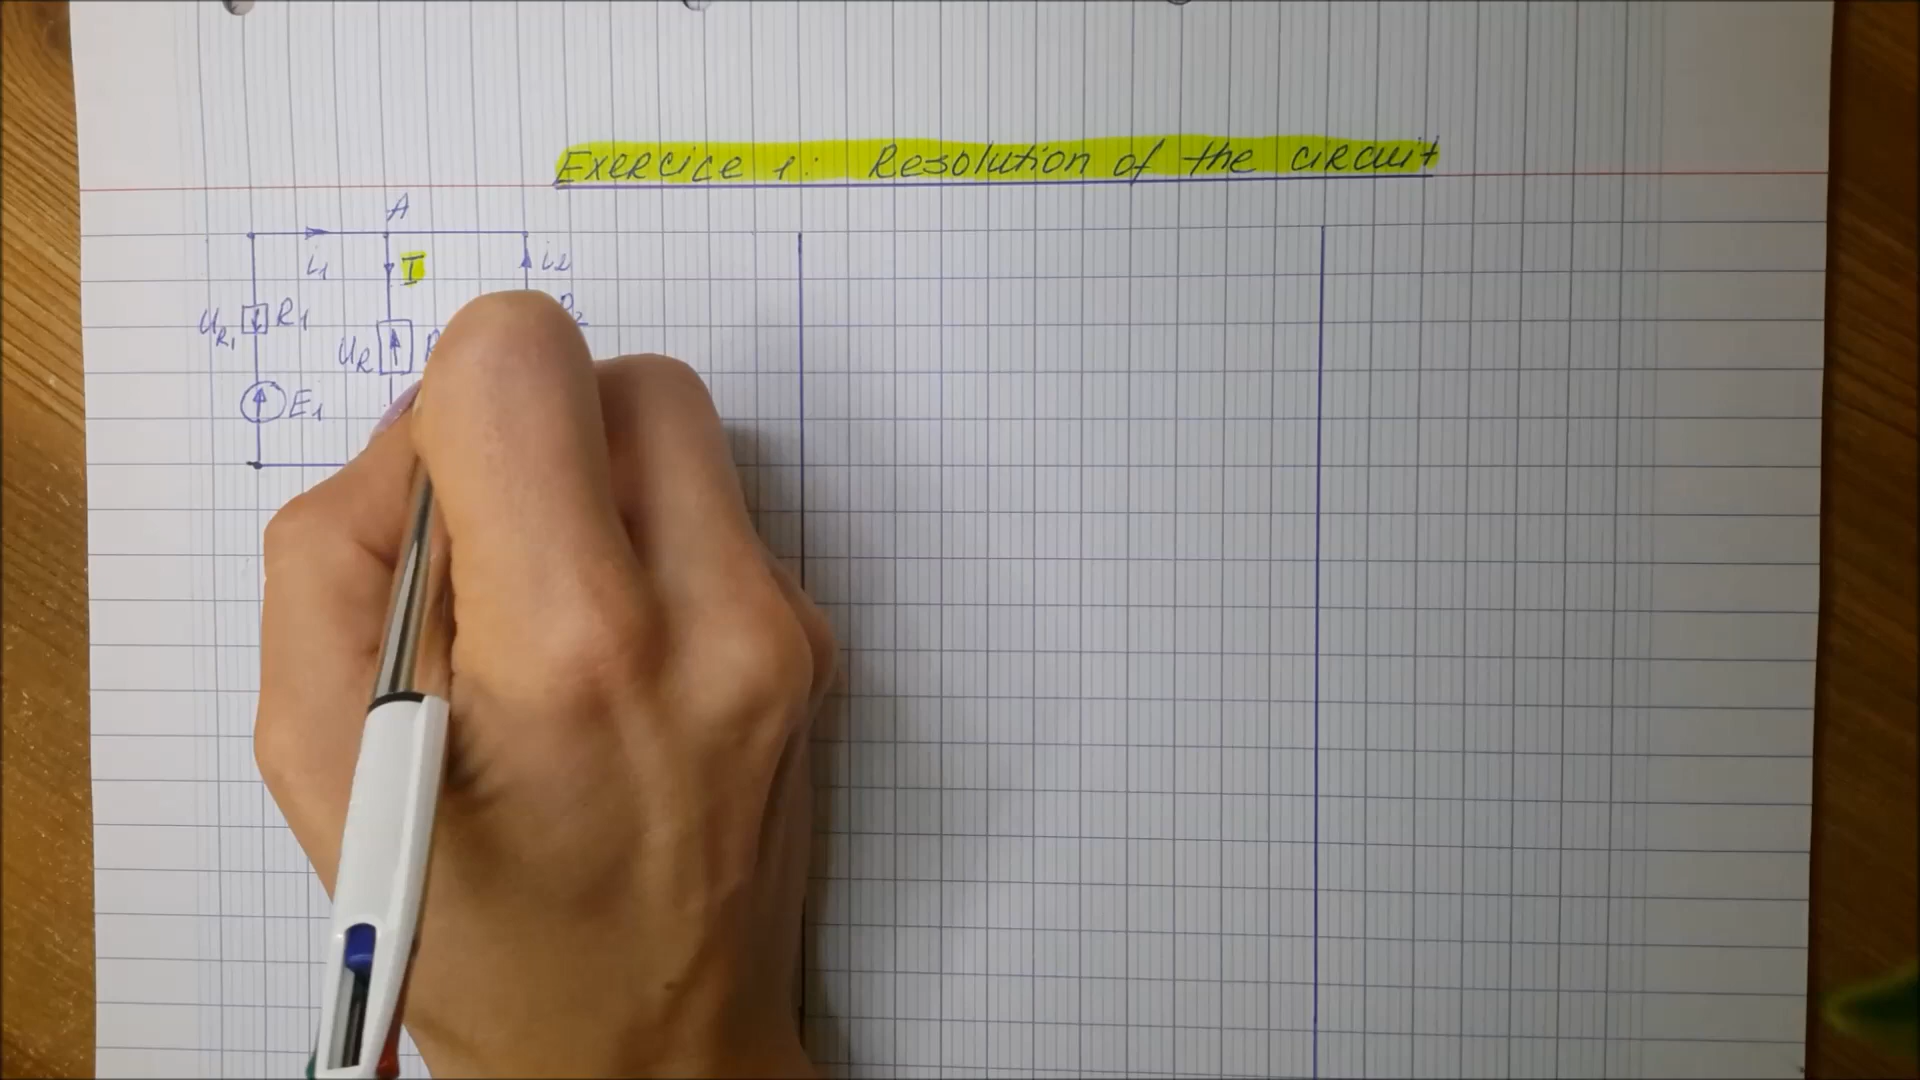 Exercice 1: Resolution of the circuit
A
i1 I i2
UR1 R1
UR
E1